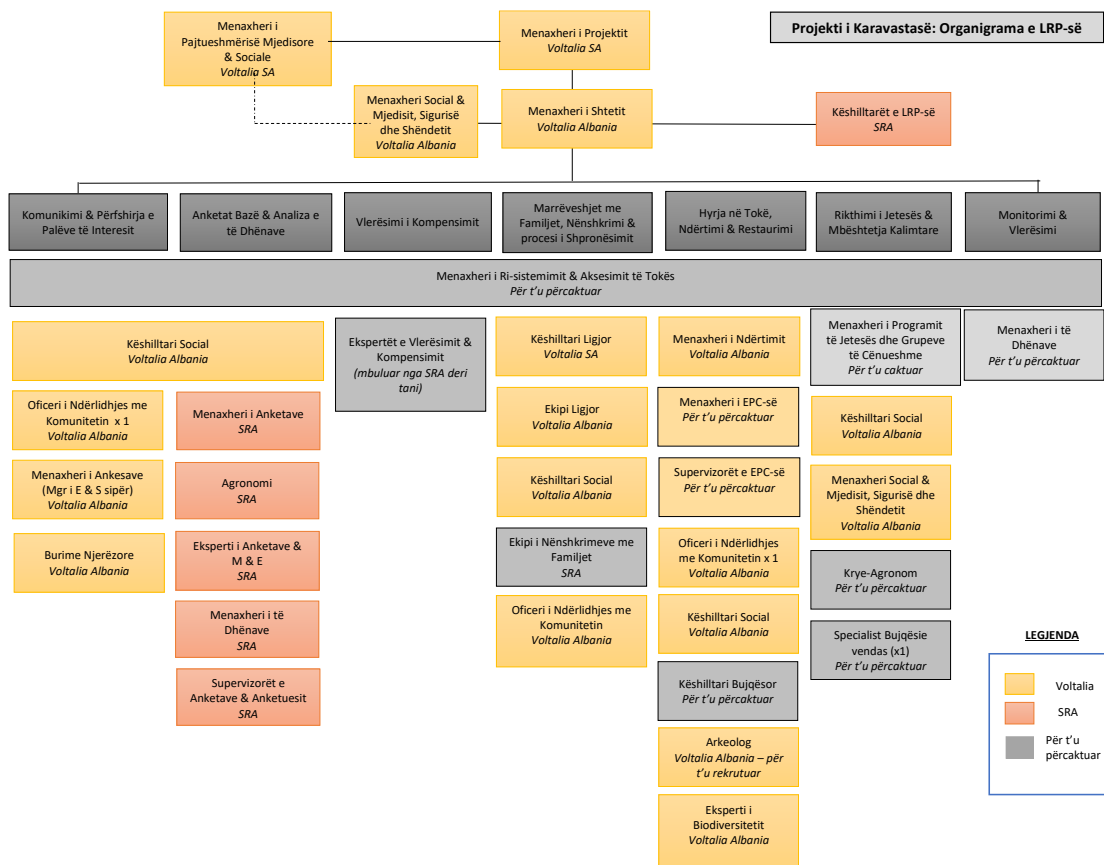 Projekti i Karavastasë: Organigrama e LRP-së
Menaxheri i
Pajtueshmërisë Mjedisore
& Sociale
Voltalia SA
Menaxheri i Projektit
Voltalia SA
Menaxheri Social &
Mjedisit, Sigurisë
dhe Shëndetit
Voltalia Albania
Menaxheri i Shtetit
Voltalia Albania
Këshilltarët e LRP-së
SRA
Komunikimi & Përfshirja e
Palëve të Interesit
Anketat Bazë & Analiza e
të Dhënave
Vlerësimi i Kompensimit
Marrëveshjet me
Familjet, Nënshkrimi &
procesi i Shpronësimit
Hyrja në Tokë,
Ndërtimi & Restaurimi
Rikthimi i Jetesës &
Mbështetja Kalimtare
Monitorimi &
Vlerësimi
Menaxheri i Ri-sistemimit & Aksesimit të Tokës
Për t'u përcaktuar
Këshilltari Social
Voltalia Albania
Oficeri i Ndërlidhjes me
Komunitetin x 1
Voltalia Albania
Menaxheri i Ankesave
(Mgr i E & S sipër)
Voltalia Albania
Burime Njerëzore
Voltalia Albania
Menaxheri i Anketave
SRA
Agronomi
SRA
Eksperti i Anketave &
M & E
SRA
Menaxheri i të
Dhënave
SRA
Supervizorët e
Anketave & Anketuesit
SRA
Ekspertët e Vlerësimit &
Kompensimit
(mbuluar nga SRA deri
tani)
Këshilltari Ligjor
Voltalia SA
Ekipi Ligjor
Voltalia Albania
Këshilltari Social
Voltalia Albania
Ekipi i Nënshkrimeve me
Familjet
SRA
Oficeri i Ndërlidhjes me
Komunitetin
Voltalia Albania
Menaxheri i Ndërtimit
Voltalia Albania
Menaxheri i EPC-së
Për t'u përcaktuar
Supervizorët e EPC-së
Për t'u përcaktuar
Oficeri i Ndërlidhjes me
Komunitetin x 1
Voltalia Albania
Këshilltari Social
Voltalia Albania
Këshilltari Bujqësor
Për t'u përcaktuar
Arkeolog
Voltalia Albania – për
t'u rekrutuar
Eksperti i
Biodiversitetit
Voltalia Albania
Menaxheri i Programit
të Jetesës dhe Grupeve
të Cënueshme
Për t'u caktuar
Këshilltari Social
Voltalia Albania
Menaxheri Social &
Mjedisit, Sigurisë dhe
Shëndetit
Voltalia Albania
Krye-Agronom
Për t'u përcaktuar
Specialist Bujqësie
vendas (x1)
Për t'u përcaktuar
Menaxheri i të
Dhënave
Për t'u përcaktuar
LEGJENDA
Voltalia
SRA
Për t'u
përcaktuar